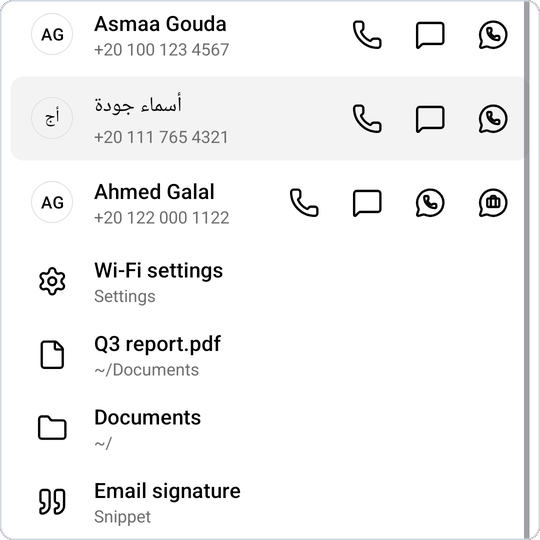 AG
Asmaa Gouda
+20 100 123 4567
أج
أسماء جودة
+20 111 765 4321
AG
Ahmed Galal
+20 122 000 1122
Wi-Fi settings
Settings
Q3 report.pdf
~/Documents
Documents
~/
Email signature
Snippet